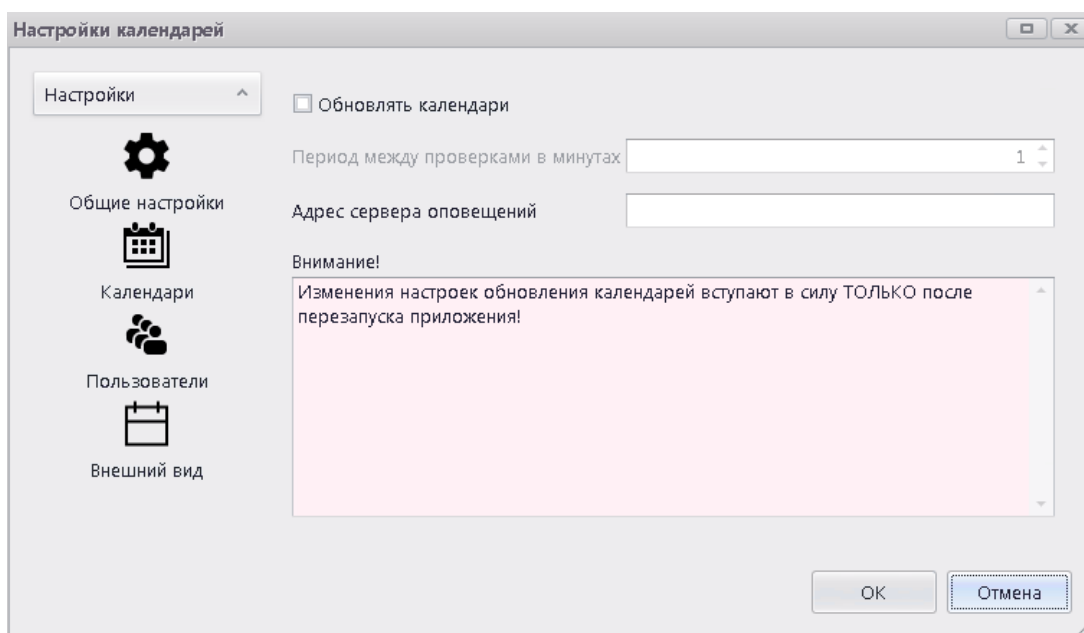 Настройки календарей
Настройки
Общие настройки
Календари
Пользователи
Внешний вид
Обновлять календари
Период между проверками в минутах 1
Адрес сервера оповещений
Внимание!
Изменения настроек обновления календарей вступают в силу ТОЛЬКО после
перезапуска приложения!
ОК Отмена